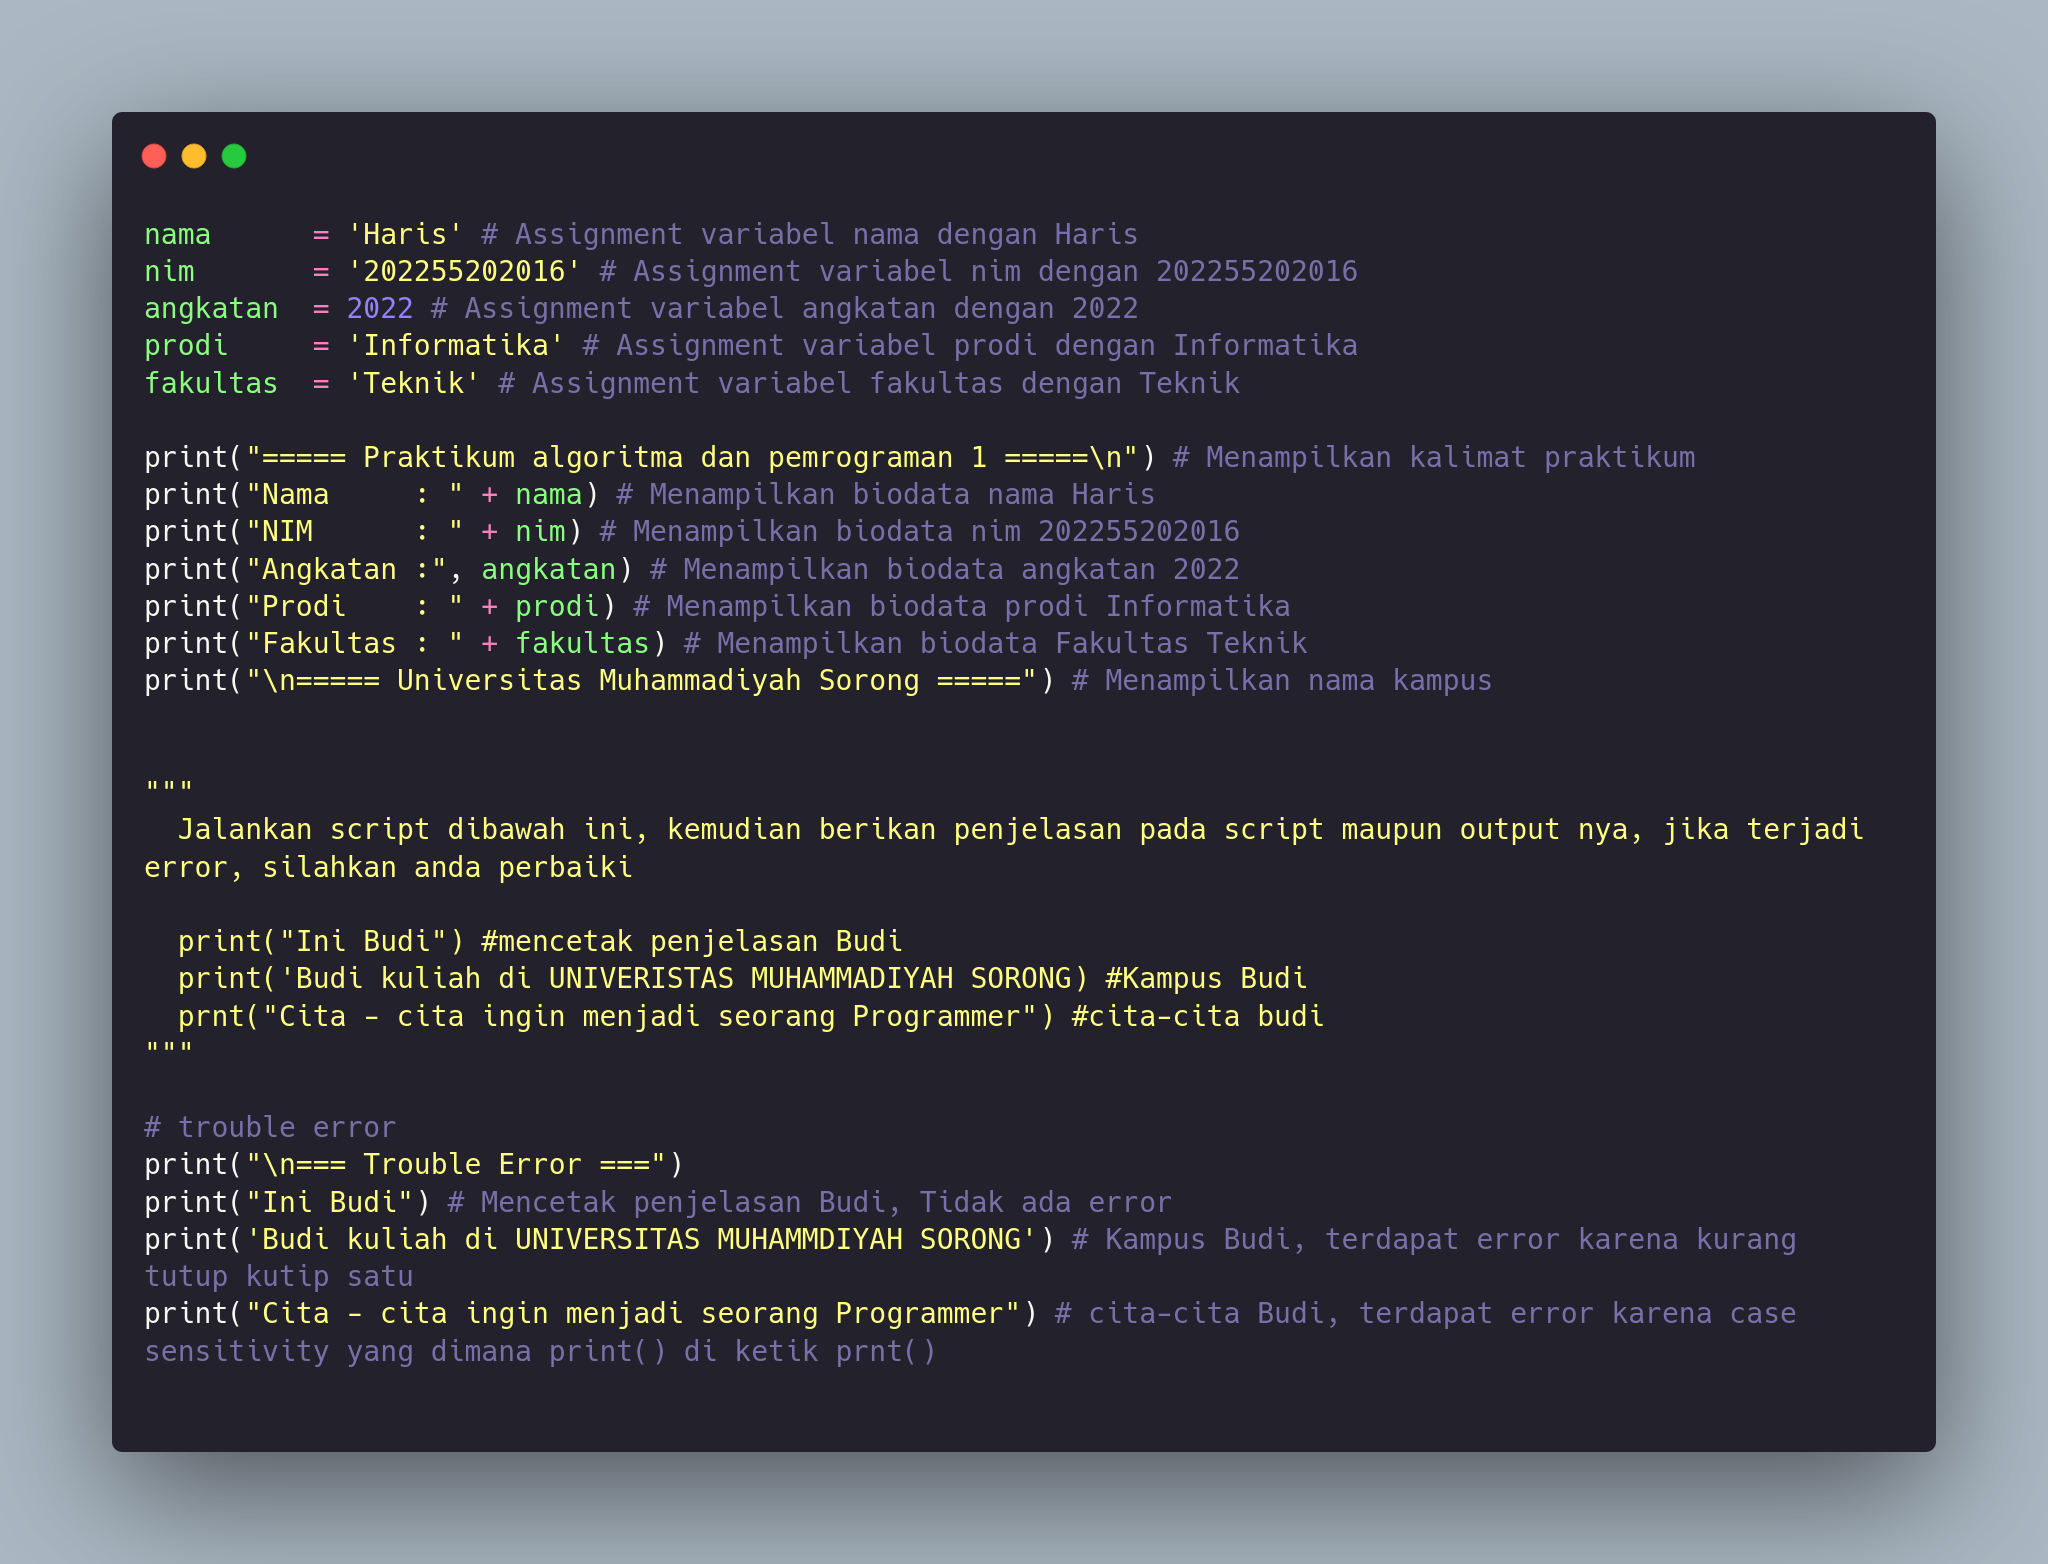 nama      = 'Haris' # Assignment variabel nama dengan Haris
nim       = '202255202016' # Assignment variabel nim dengan 202255202016
angkatan  = 2022 # Assignment variabel angkatan dengan 2022
prodi     = 'Informatika' # Assignment variabel prodi dengan Informatika
fakultas  = 'Teknik' # Assignment variabel fakultas dengan Teknik

print("===== Praktikum algoritma dan pemrograman 1 =====\n") # Menampilkan kalimat praktikum
print("Nama     : " + nama) # Menampilkan biodata nama Haris
print("NIM      : " + nim) # Menampilkan biodata nim 202255202016
print("Angkatan :", angkatan) # Menampilkan biodata angkatan 2022
print("Prodi    : " + prodi) # Menampilkan biodata prodi Informatika
print("Fakultas : " + fakultas) # Menampilkan biodata Fakultas Teknik
print("\n===== Universitas Muhammadiyah Sorong =====") # Menampilkan nama kampus


"""
  Jalankan script dibawah ini, kemudian berikan penjelasan pada script maupun output nya, jika terjadi
error, silahkan anda perbaiki

  print("Ini Budi") #mencetak penjelasan Budi
  print('Budi kuliah di UNIVERISTAS MUHAMMADIYAH SORONG) #Kampus Budi
  prnt("Cita - cita ingin menjadi seorang Programmer") #cita-cita budi
"""

# trouble error
print("\n=== Trouble Error ===")
print("Ini Budi") # Mencetak penjelasan Budi, Tidak ada error
print('Budi kuliah di UNIVERSITAS MUHAMMDIYAH SORONG') # Kampus Budi, terdapat error karena kurang
tutup kutip satu
print("Cita - cita ingin menjadi seorang Programmer") # cita-cita Budi, terdapat error karena case
sensitivity yang dimana print() di ketik prnt()